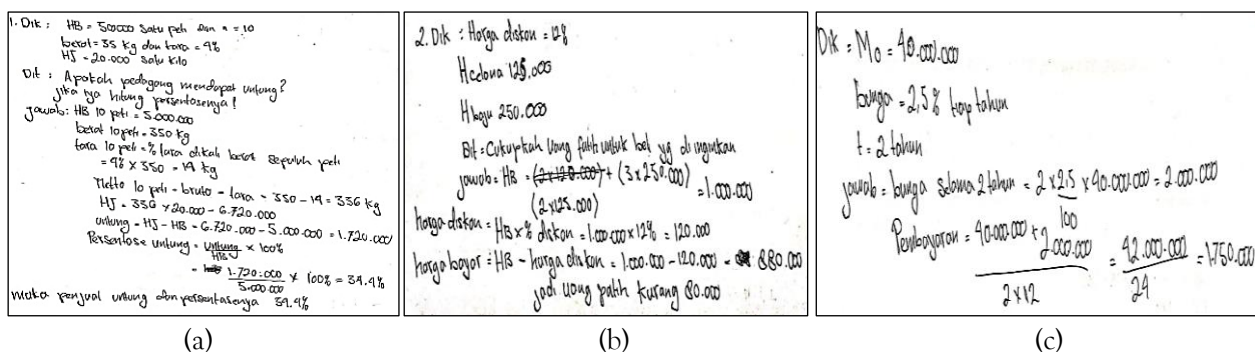 1. Dik : HB = 500000 satu peti dan n = 10
berat = 35 kg dan tara = 4%
HJ = 20.000 satu kilo
Dit : Apakah pedagang mendapat untung?
jika iya hitung persentasenya!
jawab: HB 10 peti = 5.000.000
berat 10 peti = 350 kg
tara 10 peti = % tara dikali berat sepuluh peti
= 4% × 350 = 14 kg
Netto 10 peti = bruto - tara = 350 - 14 = 336 kg
HJ = 336 × 20.000 = 6.720.000
untung = HJ - HB = 6.720.000 - 5.000.000 = 1.720.000
Persentase untung = untung/HB × 100%
= 1.720.000/5.000.000 × 100% = 34.4%
maka penjual untung dan persentasenya 34.4%
(a)
2. Dik : Harga diskon = 12%
Hcelana 125.000
H baju 250.000
Dit = Cukupkah uang fatih untuk beli yg di inginkan
jawab = HB = (2×125.000) + (3×250.000) = 1.000.000
(2×125.000)
harga diskon = HB × % diskon = 1.000.000 × 12% = 120.000
harga bayar = HB - harga diskon = 1.000.000 - 120.000 = 880.000
jadi uang patih kurang 80.000
(b)
Dik = M₀ = 40.000.000
bunga = 2,5% tiap tahun
t = 2 tahun
jawab = bunga selama 2 tahun = 2 × 2,5/100 × 40.000.000 = 2.000.000
Pembayaran = 40.000.000 + 2.000.000 / 2×12 = 42.000.000/24 = 1.750.000
(c)